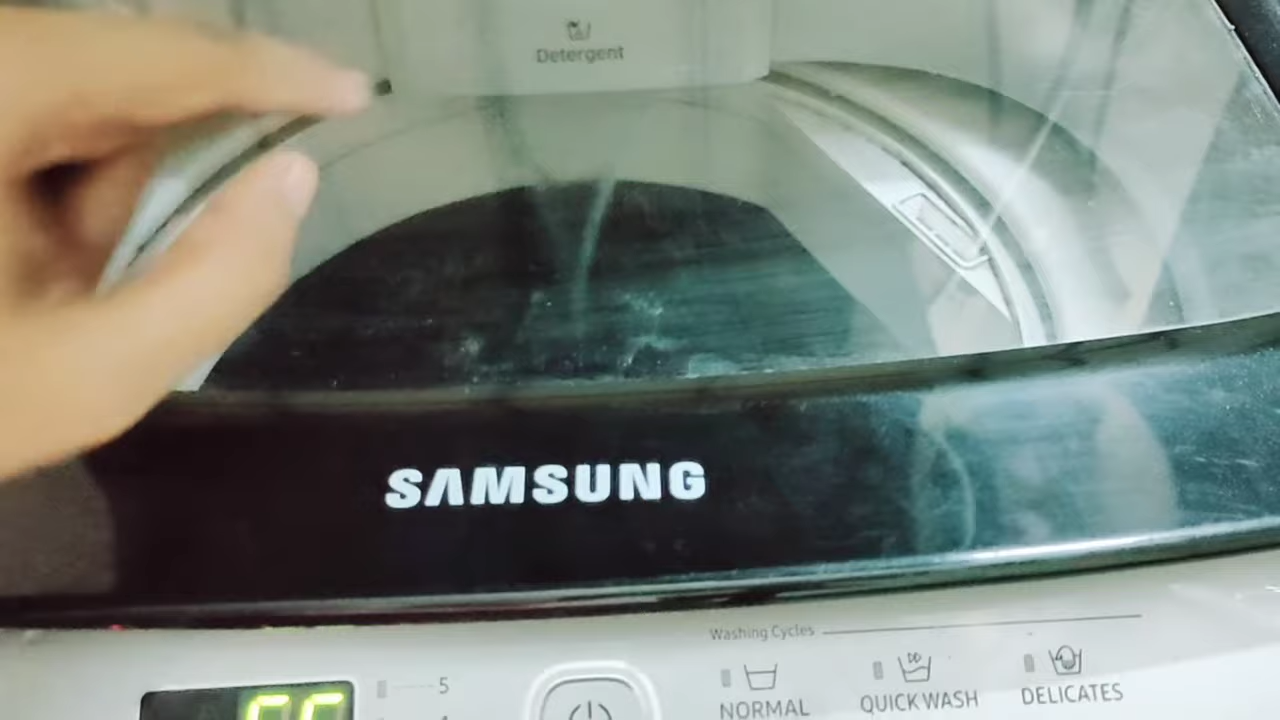 Detergent
SAMSUNG
Washing Cycles
5
NORMAL
QUICK WASH
DELICATES